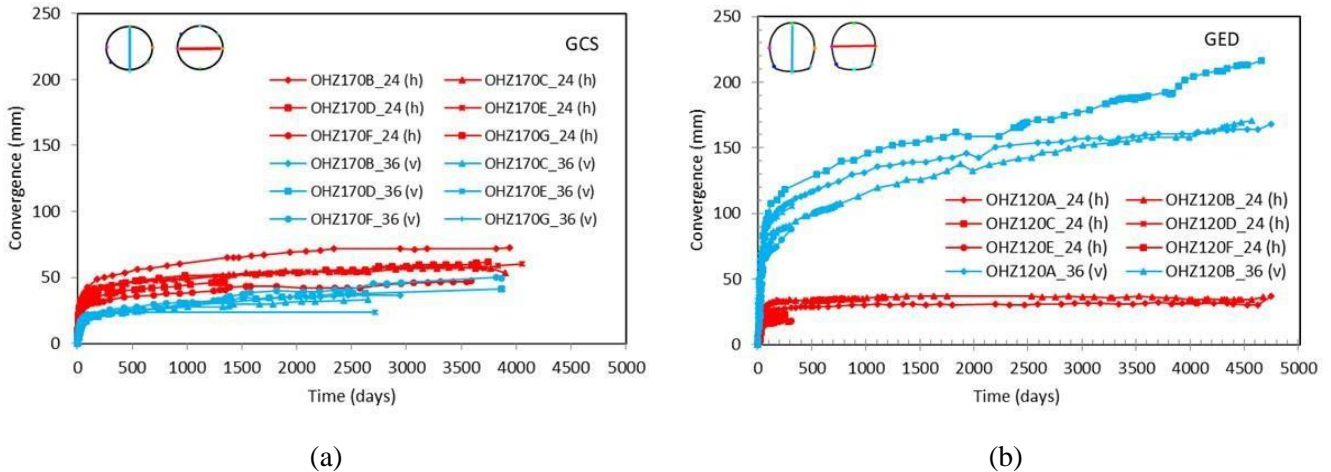 250
200
150
100
50
0
Convergence (mm)
GCS
OHZ170B_24 (h) OHZ170C_24 (h)
OHZ170D_24 (h) OHZ170E_24 (h)
OHZ170F_24 (h) OHZ170G_24 (h)
OHZ170B_36 (v) OHZ170C_36 (v)
OHZ170D_36 (v) OHZ170E_36 (v)
OHZ170F_36 (v) OHZ170G_36 (v)
0 500 1000 1500 2000 2500 3000 3500 4000 4500 5000
Time (days)
(a)
250
200
150
100
50
0
Convergence (mm)
GED
OHZ120A_24 (h) OHZ120B_24 (h)
OHZ120C_24 (h) OHZ120D_24 (h)
OHZ120E_24 (h) OHZ120F_24 (h)
OHZ120A_36 (v) OHZ120B_36 (v)
0 500 1000 1500 2000 2500 3000 3500 4000 4500 5000
Time (days)
(b)